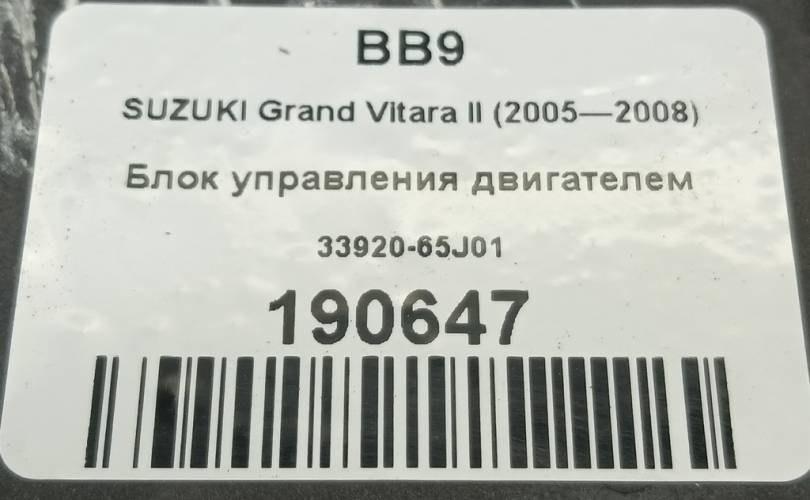 BB9
SUZUKI Grand Vitara II (2005—2008)
Блок управления двигателем
33920-65J01
190647